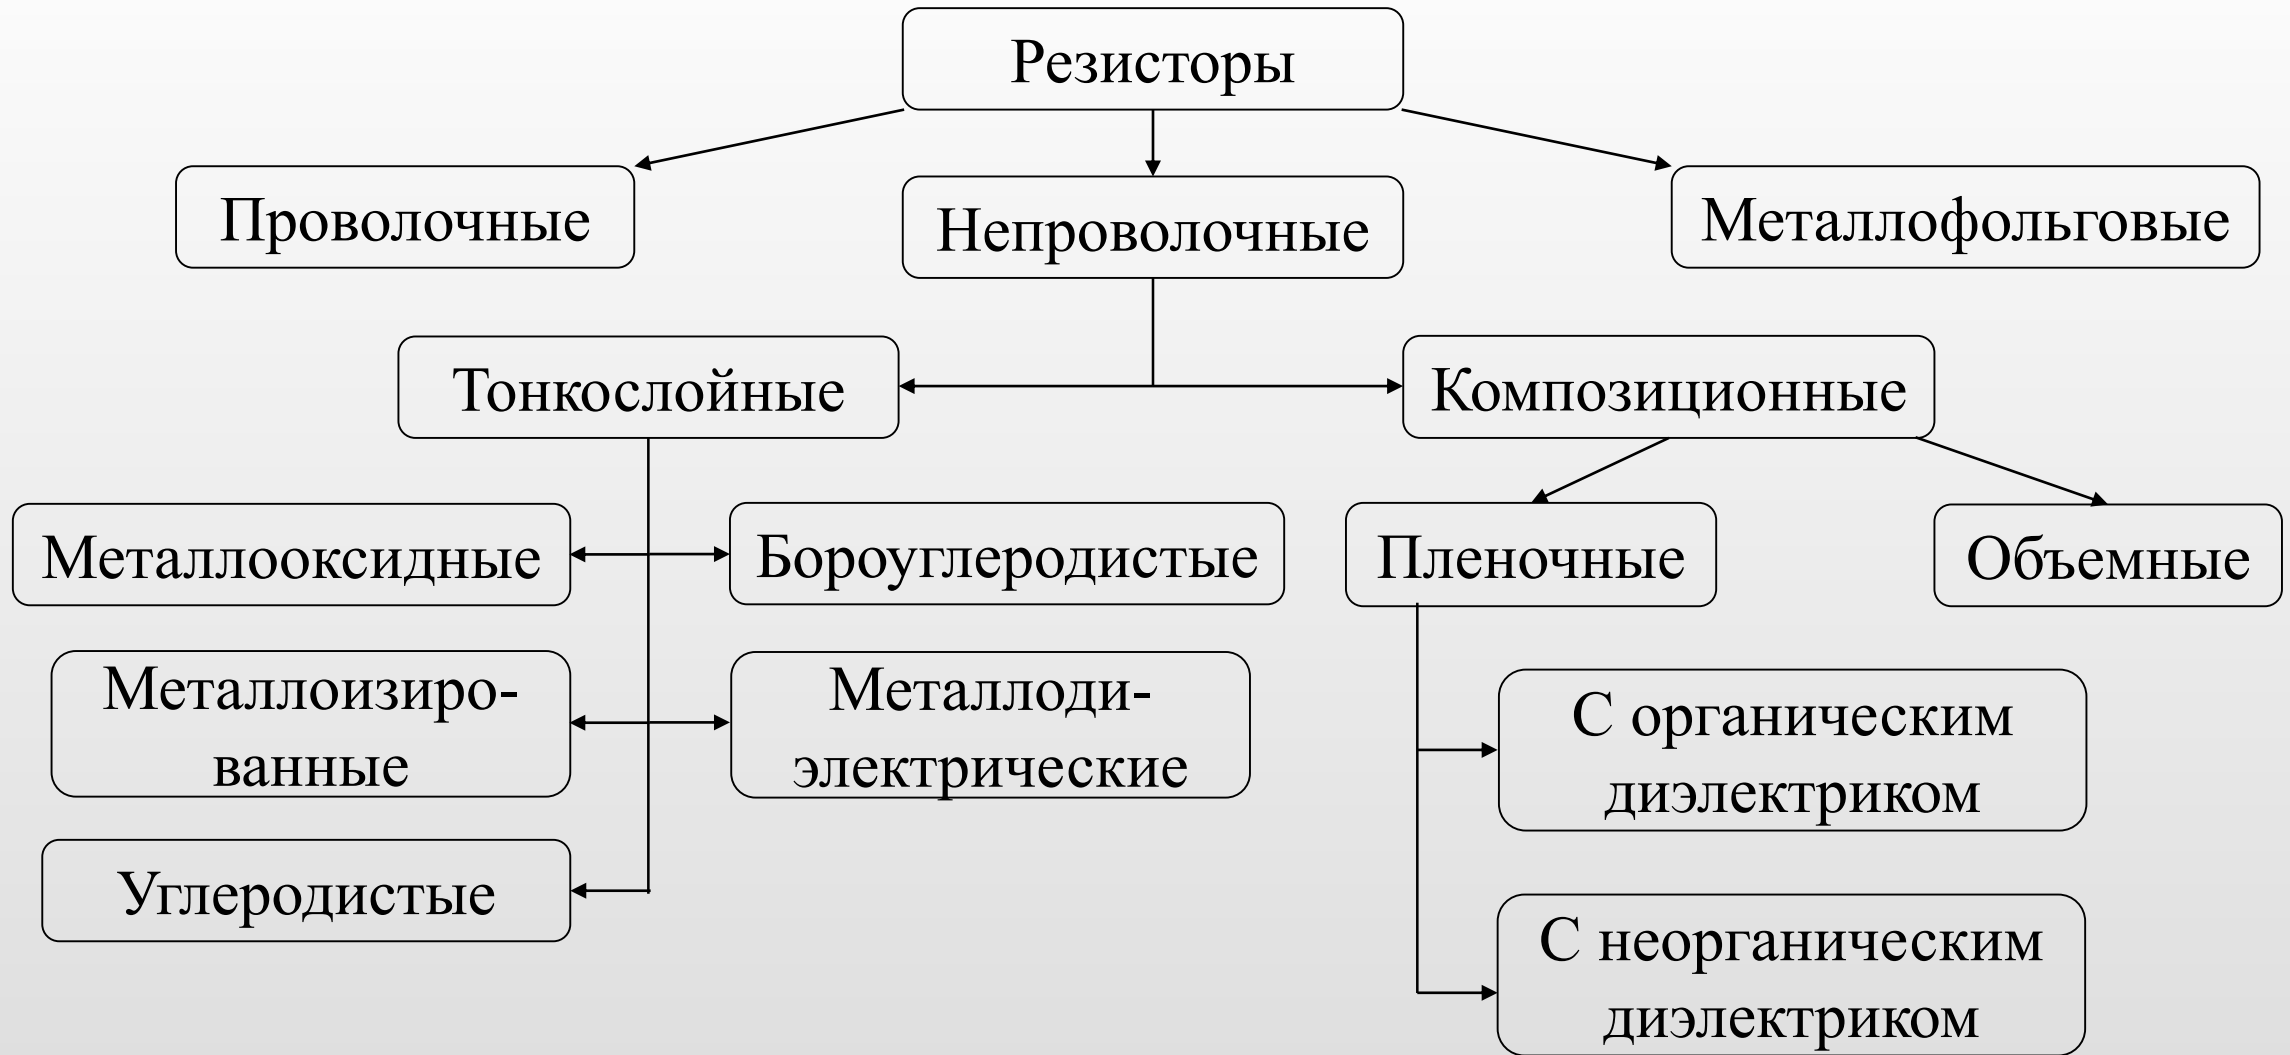 Резисторы
Проволочные
Непроволочные
Металлофольговые
Тонкослойные
Композиционные
Металлооксидные
Бороуглеродистые
Пленочные
Объемные
Металлоизиро-
ванные
Металлоди-
электрические
С органическим
диэлектриком
Углеродистые
С неорганическим
диэлектриком